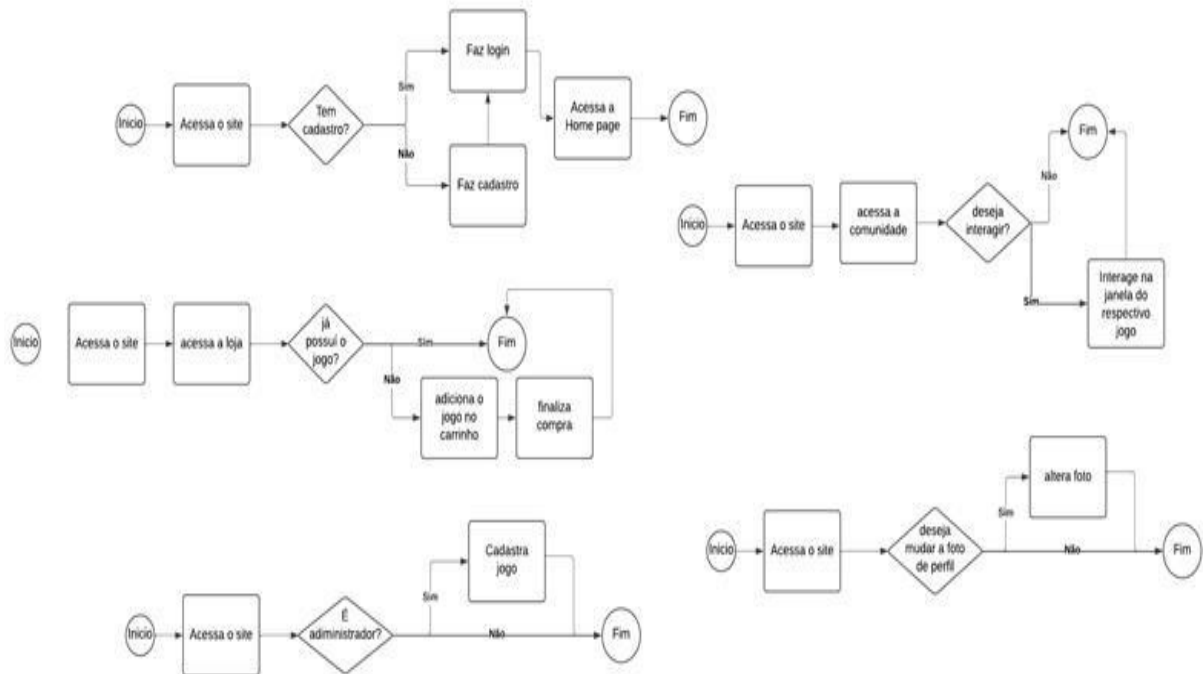 Inicio
Acessa o site
Tem
cadastro?
Sim
Não
Faz login
Faz cadastro
Acessa a
Home page
Fim
Inicio
Acessa o site
acessa a
comunidade
deseja
interagir?
Não
Sim
Fim
Interage na
janela do
respectivo
jogo
Inicio
Acessa o site
acessa a loja
já
possuí o
jogo?
Sim
Não
Fim
adiciona o
jogo no
carrinho
finaliza
compra
Inicio
Acessa o site
deseja
mudar a foto
de perfil
Sim
Não
altera foto
Fim
Inicio
Acessa o site
É
adiministrador?
Sim
Não
Cadastra
jogo
Fim